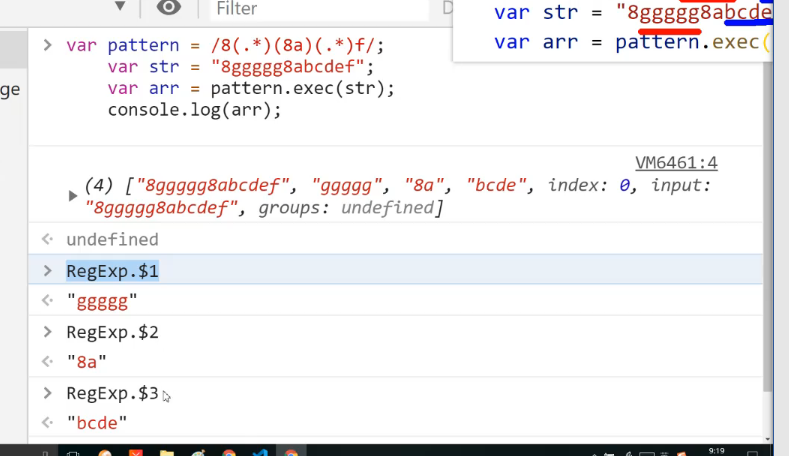 Filter
var str = "8ggggg8abcde
var arr = pattern.exec(
> var pattern = /8(.*)(8a)(.*)f/;
var str = "8ggggg8abcdef";
var arr = pattern.exec(str);
console.log(arr);
ge
VM6461:4
(4) ["8ggggg8abcdef", "ggggg", "8a", "bcde", index: 0, input:
"8ggggg8abcdef", groups: undefined]
undefined
> RegExp.$1
"ggggg"
> RegExp.$2
"8a"
> RegExp.$3
"bcde"
9:19